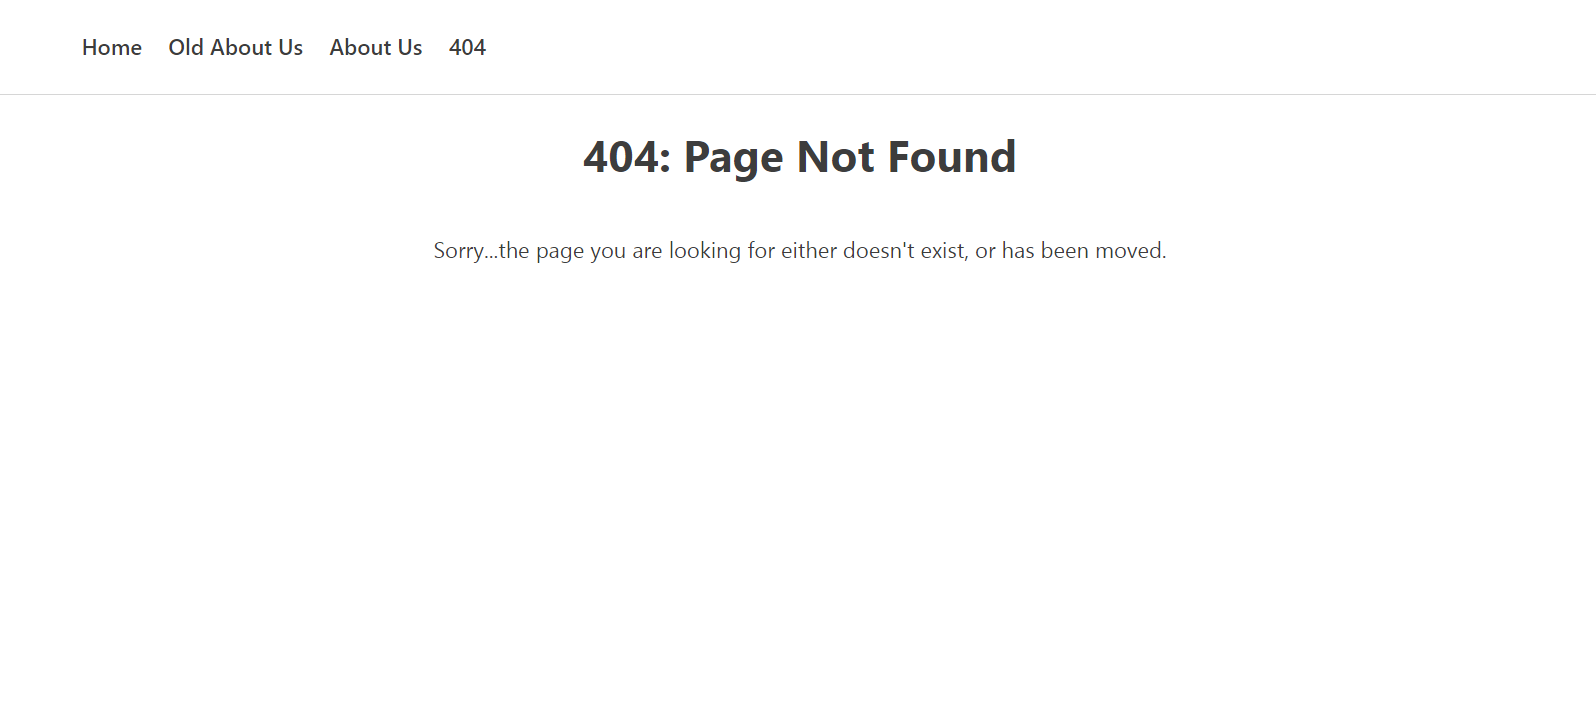 Home Old About Us About Us 404
404: Page Not Found
Sorry...the page you are looking for either doesn't exist, or has been moved.